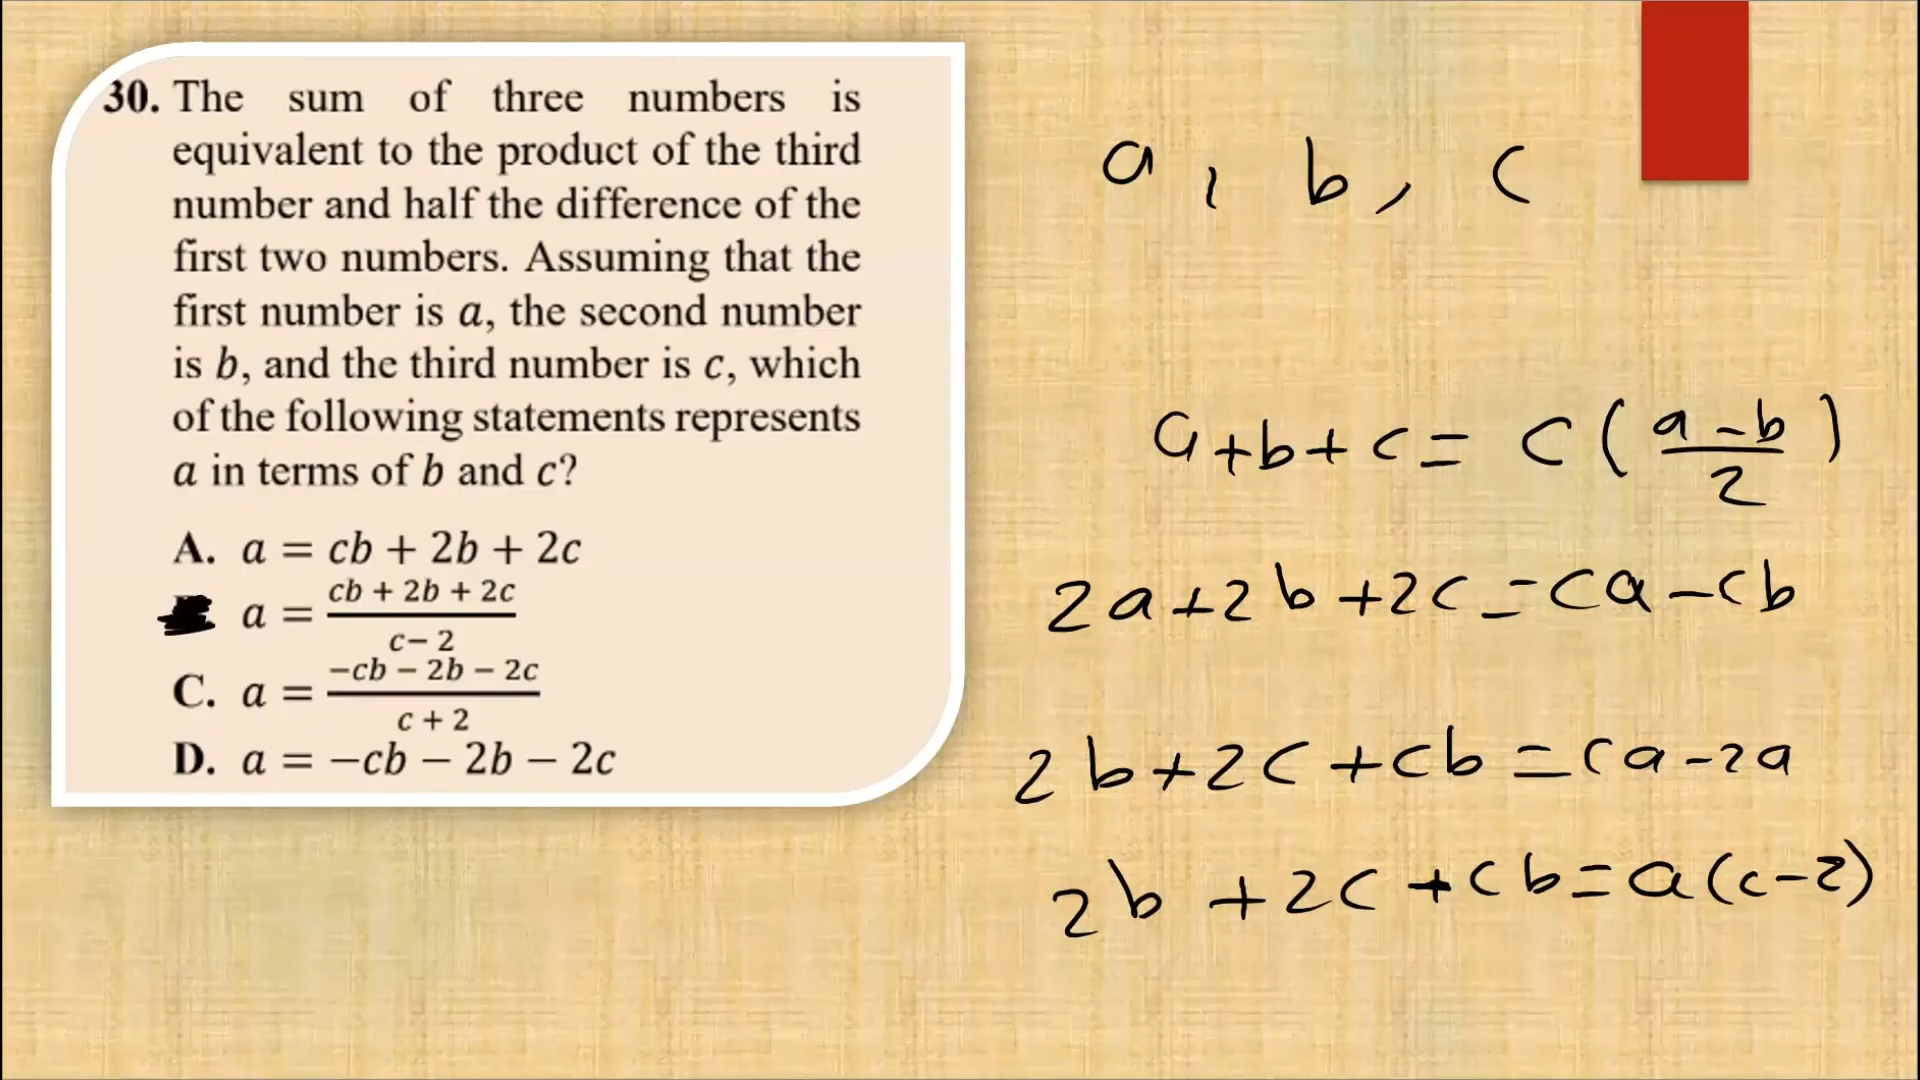 30. The sum of three numbers is
equivalent to the product of the third
number and half the difference of the
first two numbers. Assuming that the
first number is a, the second number
is b, and the third number is c, which
of the following statements represents
a in terms of b and c?
A. a = cb + 2b + 2c
a = \frac{cb + 2b + 2c}{c - 2}
C. a = \frac{-cb - 2b - 2c}{c + 2}
D. a = -cb - 2b - 2c
a, b, c
a+b+c = c(\frac{a-b}{2})
2a+2b+2c=ca-cb
2b+2c+cb=ca-2a
2b+2c+cb=a(c-2)